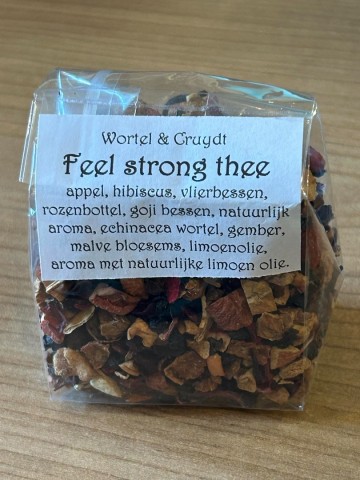 Wortel & Cruydt
Feel strong thee
appel, hibiscus, vlierbessen,
rozenbottel, goji bessen, natuurlijk
aroma, echinacea wortel, gember,
malve bloesems, limoenolie,
aroma met natuurlijke limoen olie.